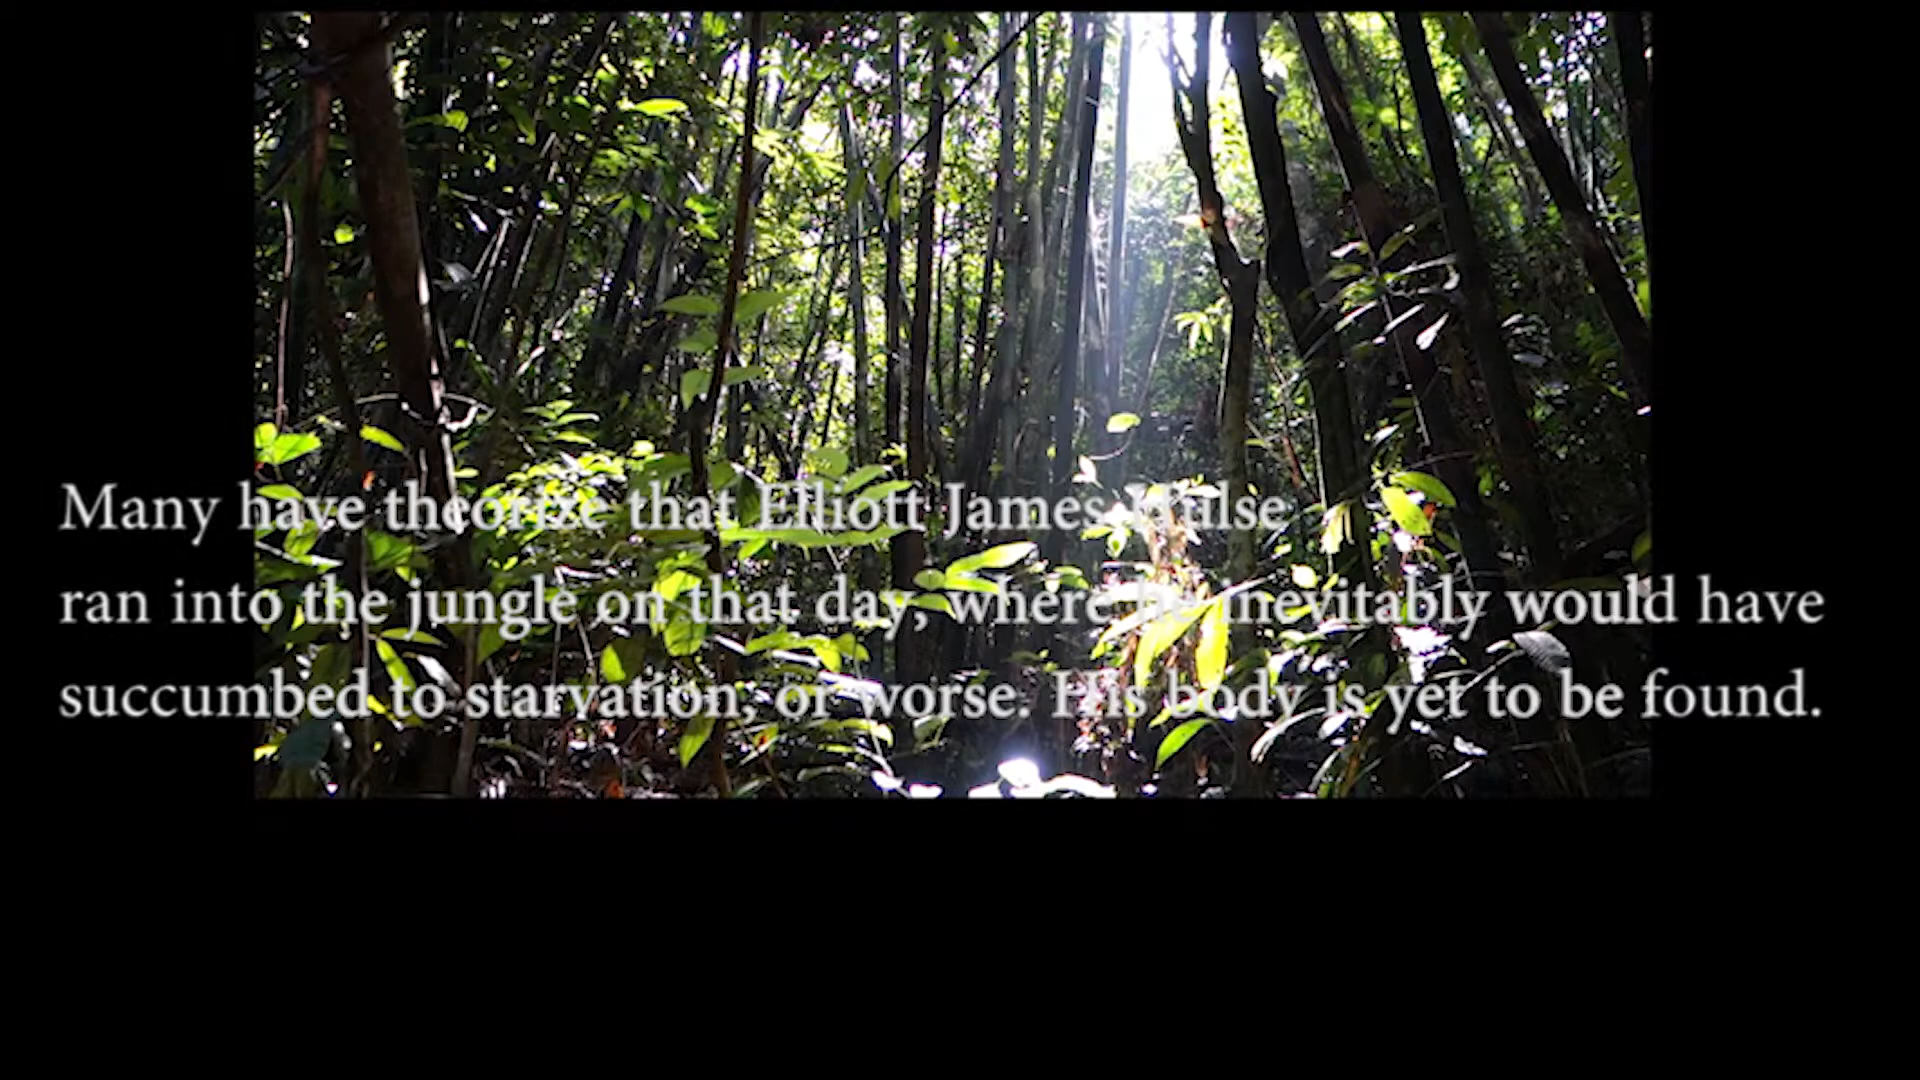 Many have theorize that Elliott James Hulse
ran into the jungle on that day, where he inevitably would have
succumbed to starvation, or worse. His body is yet to be found.